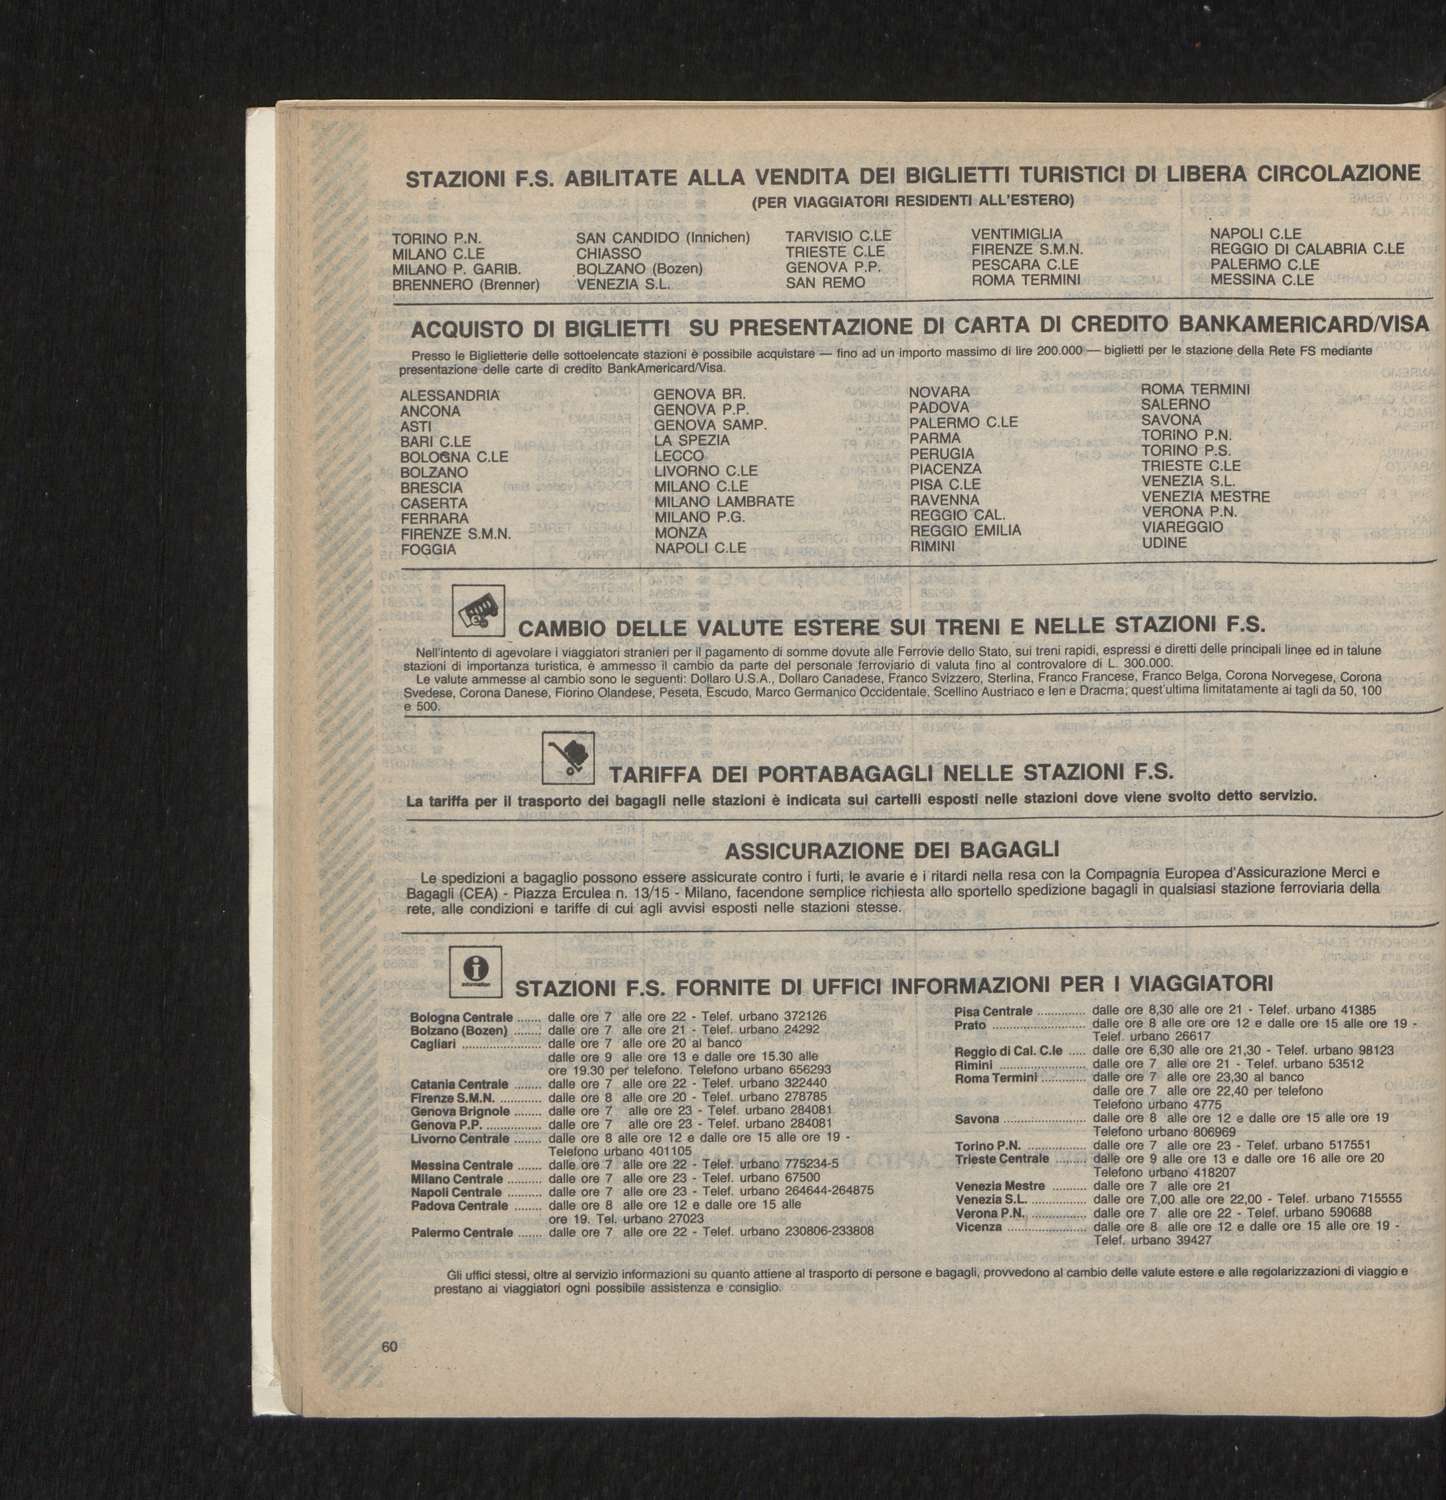 STAZIONI F.S. ABILITATE ALLA VENDITA DEI BIGLIETTI TURISTICI DI LIBERA CIRCOLAZIONE
(PER VIAGGIATORI RESIDENTI ALL'ESTERO)
TORINO P.N.
MILANO C.LE
MILANO P. GARIB.
BRENNERO (Brenner)
SAN CANDIDO (Innichen)
CHIASSO
BOLZANO (Bozen)
VENEZIA S.L.
TARVISIO C.LE
TRIESTE C.LE
GENOVA P.P.
SAN REMO
VENTIMIGLIA
FIRENZE S.M.N.
PESCARA C.LE
ROMA TERMINI
NAPOLI C.LE
REGGIO DI CALABRIA C.LE
PALERMO C.LE
MESSINA C.LE
ACQUISTO DI BIGLIETTI SU PRESENTAZIONE DI CARTA DI CREDITO BANKAMERICARD/VISA
Presso le Biglietterie delle sottoelencate stazioni è possibile acquistare — fino ad un importo massimo di lire 200.000 — biglietti per le stazione della Rete FS mediante
presentazione delle carte di credito BankAmericard/Visa.
ALESSANDRIA
ANCONA
ASTI
BARI C.LE
BOLOGNA C.LE
BOLZANO
BRESCIA
CASERTA
FERRARA
FIRENZE S.M.N.
FOGGIA
GENOVA BR.
GENOVA P.P.
GENOVA SAMP.
LA SPEZIA
LECCO
LIVORNO C.LE
MILANO C.LE
MILANO LAMBRATE
MILANO P.G.
MONZA
NAPOLI C.LE
NOVARA
PADOVA
PALERMO C.LE
PARMA
PERUGIA
PIACENZA
PISA C.LE
RAVENNA
REGGIO CAL.
REGGIO EMILIA
RIMINI
ROMA TERMINI
SALERNO
SAVONA
TORINO P.N.
TORINO P.S.
TRIESTE C.LE
VENEZIA S.L.
VENEZIA MESTRE
VERONA P.N.
VIAREGGIO
UDINE
CAMBIO DELLE VALUTE ESTERE SUI TRENI E NELLE STAZIONI F.S.
Nell'intento di agevolare i viaggiatori stranieri per il pagamento di somme dovute alle Ferrovie dello Stato, sui treni rapidi, espressi e diretti delle principali linee ed in talune
stazioni di importanza turistica, è ammesso il cambio da parte del personale ferroviario di valuta fino al controvalore di L. 300.000.
Le valute ammesse al cambio sono le seguenti: Dollaro U.S.A., Dollaro Canadese, Franco Svizzero, Sterlina, Franco Francese, Franco Belga, Corona Norvegese, Corona
Svedese, Corona Danese, Fiorino Olandese, Peseta, Escudo, Marco Germanico Occidentale, Scellino Austriaco e Ien e Dracma; quest'ultima limitatamente ai tagli da 50, 100
e 500.
TARIFFA DEI PORTABAGAGLI NELLE STAZIONI F.S.
La tariffa per il trasporto dei bagagli nelle stazioni è indicata sui cartelli esposti nelle stazioni dove viene svolto detto servizio.
ASSICURAZIONE DEI BAGAGLI
Le spedizioni a bagaglio possono essere assicurate contro i furti, le avarie e i ritardi nella resa con la Compagnia Europea d'Assicurazione Merci e
Bagagli (CEA) - Piazza Erculea n. 13/15 - Milano, facendone semplice richiesta allo sportello spedizione bagagli in qualsiasi stazione ferroviaria della
rete, alle condizioni e tariffe di cui agli avvisi esposti nelle stazioni stesse.
i
information
STAZIONI F.S. FORNITE DI UFFICI INFORMAZIONI PER I VIAGGIATORI
Bologna Centrale ....... dalle ore 7 alle ore 22 - Telef. urbano 372126
Bolzano (Bozen) ........ dalle ore 7 alle ore 21 - Telef. urbano 24292
Cagliari ....................... dalle ore 7 alle ore 20 al banco
dalle ore 9 alle ore 13 e dalle ore 15.30 alle
ore 19.30 per telefono. Telefono urbano 656293
Catania Centrale ........ dalle ore 7 alle ore 22 - Telef. urbano 322440
Firenze S.M.N. ............ dalle ore 8 alle ore 20 - Telef. urbano 278785
Genova Brignole ........ dalle ore 7 alle ore 23 - Telef. urbano 284081
Genova P.P. ................ dalle ore 7 alle ore 23 - Telef. urbano 284081
Livorno Centrale ........ dalle ore 8 alle ore 12 e dalle ore 15 alle ore 19 -
Telefono urbano 401105
Messina Centrale ....... dalle ore 7 alle ore 22 - Telef. urbano 775234-5
Milano Centrale .......... dalle ore 7 alle ore 23 - Telef. urbano 67500
Napoli Centrale .......... dalle ore 7 alle ore 23 - Telef. urbano 264644-264875
Padova Centrale ........ dalle ore 8 alle ore 12 e dalle ore 15 alle
ore 19. Tel. urbano 27023
Palermo Centrale ....... dalle ore 7 alle ore 22 - Telef. urbano 230806-233808
Pisa Centrale .............. dalle ore 8,30 alle ore 21 - Telef. urbano 41385
Prato ........................... dalle ore 8 alle ore ore 12 e dalle ore 15 alle ore 19 -
Telef. urbano 26617
Reggio di Cal. C.le ..... dalle ore 6,30 alle ore 21,30 - Telef. urbano 98123
Rimini ......................... dalle ore 7 alle ore 21 - Telef. urbano 53512
Roma Termini ............. dalle ore 7 alle ore 23,30 al banco
dalle ore 7 alle ore 22,40 per telefono
Telefono urbano 4775
Savona ........................ dalle ore 8 alle ore 12 e dalle ore 15 alle ore 19
Telefono urbano 806969
Torino P.N. ................. dalle ore 7 alle ore 23 - Telef. urbano 517551
Trieste Centrale ......... dalle ore 9 alle ore 13 e dalle ore 16 alle ore 20
Telefono urbano 418207
Venezia Mestre .......... dalle ore 7 alle ore 21
Venezia S.L. ................ dalle ore 7,00 alle ore 22,00 - Telef. urbano 715555
Verona P.N. ................ dalle ore 7 alle ore 22 - Telef. urbano 590688
Vicenza ....................... dalle ore 8 alle ore 12 e dalle ore 15 alle ore 19 -
Telef. urbano 39427
Gli uffici stessi, oltre al servizio informazioni su quanto attiene al trasporto di persone e bagagli, provvedono al cambio delle valute estere e alle regolarizzazioni di viaggio e
prestano ai viaggiatori ogni possibile assistenza e consiglio.
60